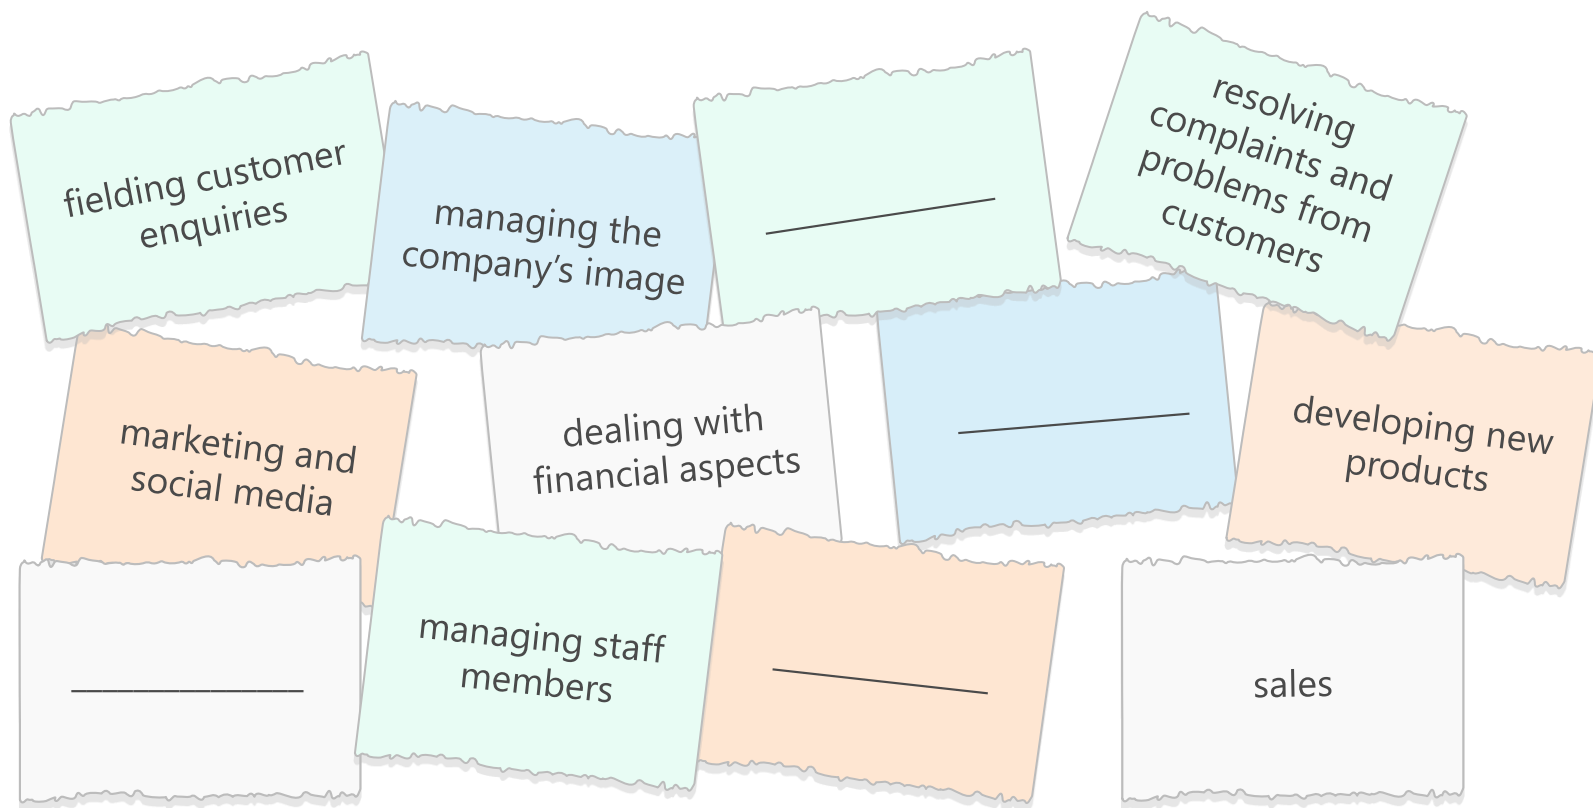 fielding customer
enquiries
managing the
company's image
resolving
complaints and
problems from
customers
marketing and
social media
dealing with
financial aspects
developing new
products
managing staff
members
sales